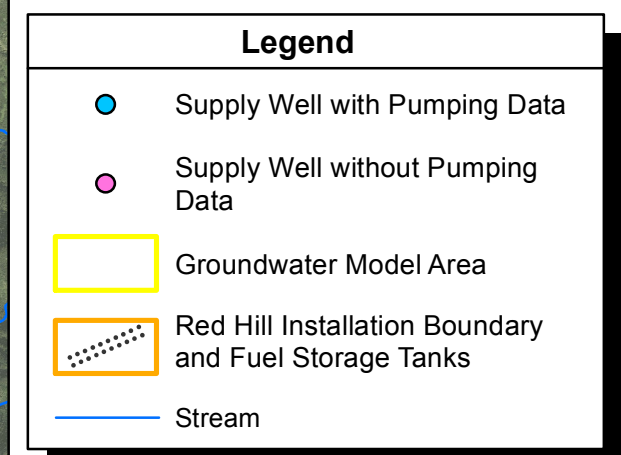 Legend
Supply Well with Pumping Data
Supply Well without Pumping
Data
Groundwater Model Area
Red Hill Installation Boundary
and Fuel Storage Tanks
Stream